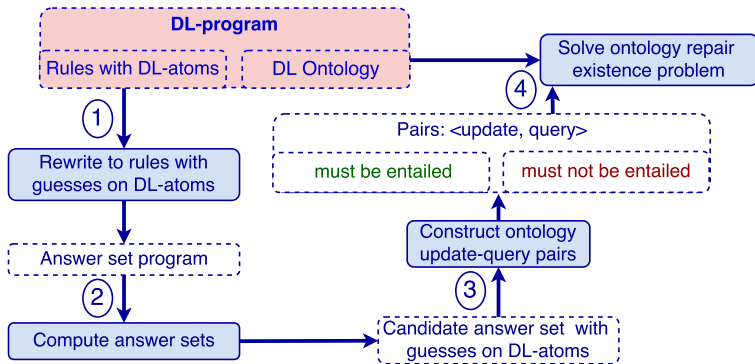 DL-program
Rules with DL-atoms
DL Ontology
1
Rewrite to rules with
guesses on DL-atoms
Answer set program
2
Compute answer sets
Candidate answer set with
guesses on DL-atoms
3
Construct ontology
update-query pairs
Pairs: <update, query>
must be entailed
must not be entailed
4
Solve ontology repair
existence problem